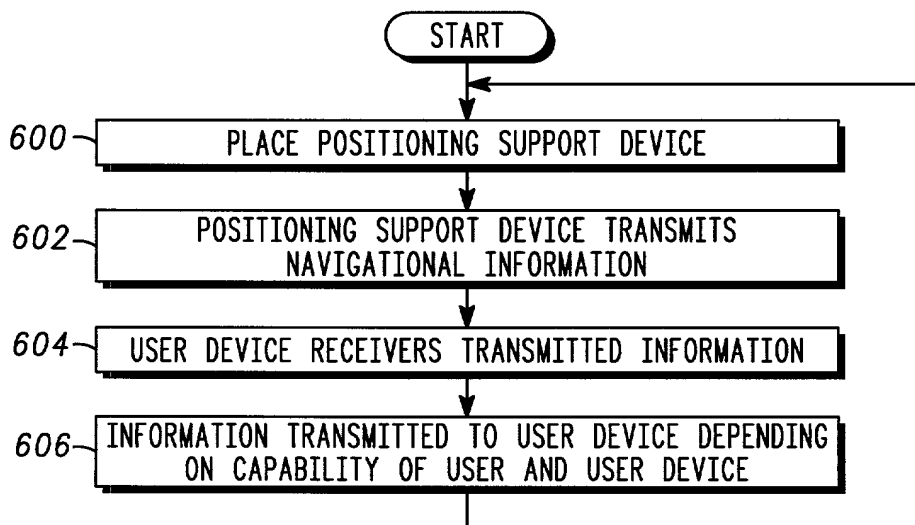 START
600
PLACE POSITIONING SUPPORT DEVICE
602
POSITIONING SUPPORT DEVICE TRANSMITS
NAVIGATIONAL INFORMATION
604
USER DEVICE RECEIVERS TRANSMITTED INFORMATION
606
INFORMATION TRANSMITTED TO USER DEVICE DEPENDING
ON CAPABILITY OF USER AND USER DEVICE